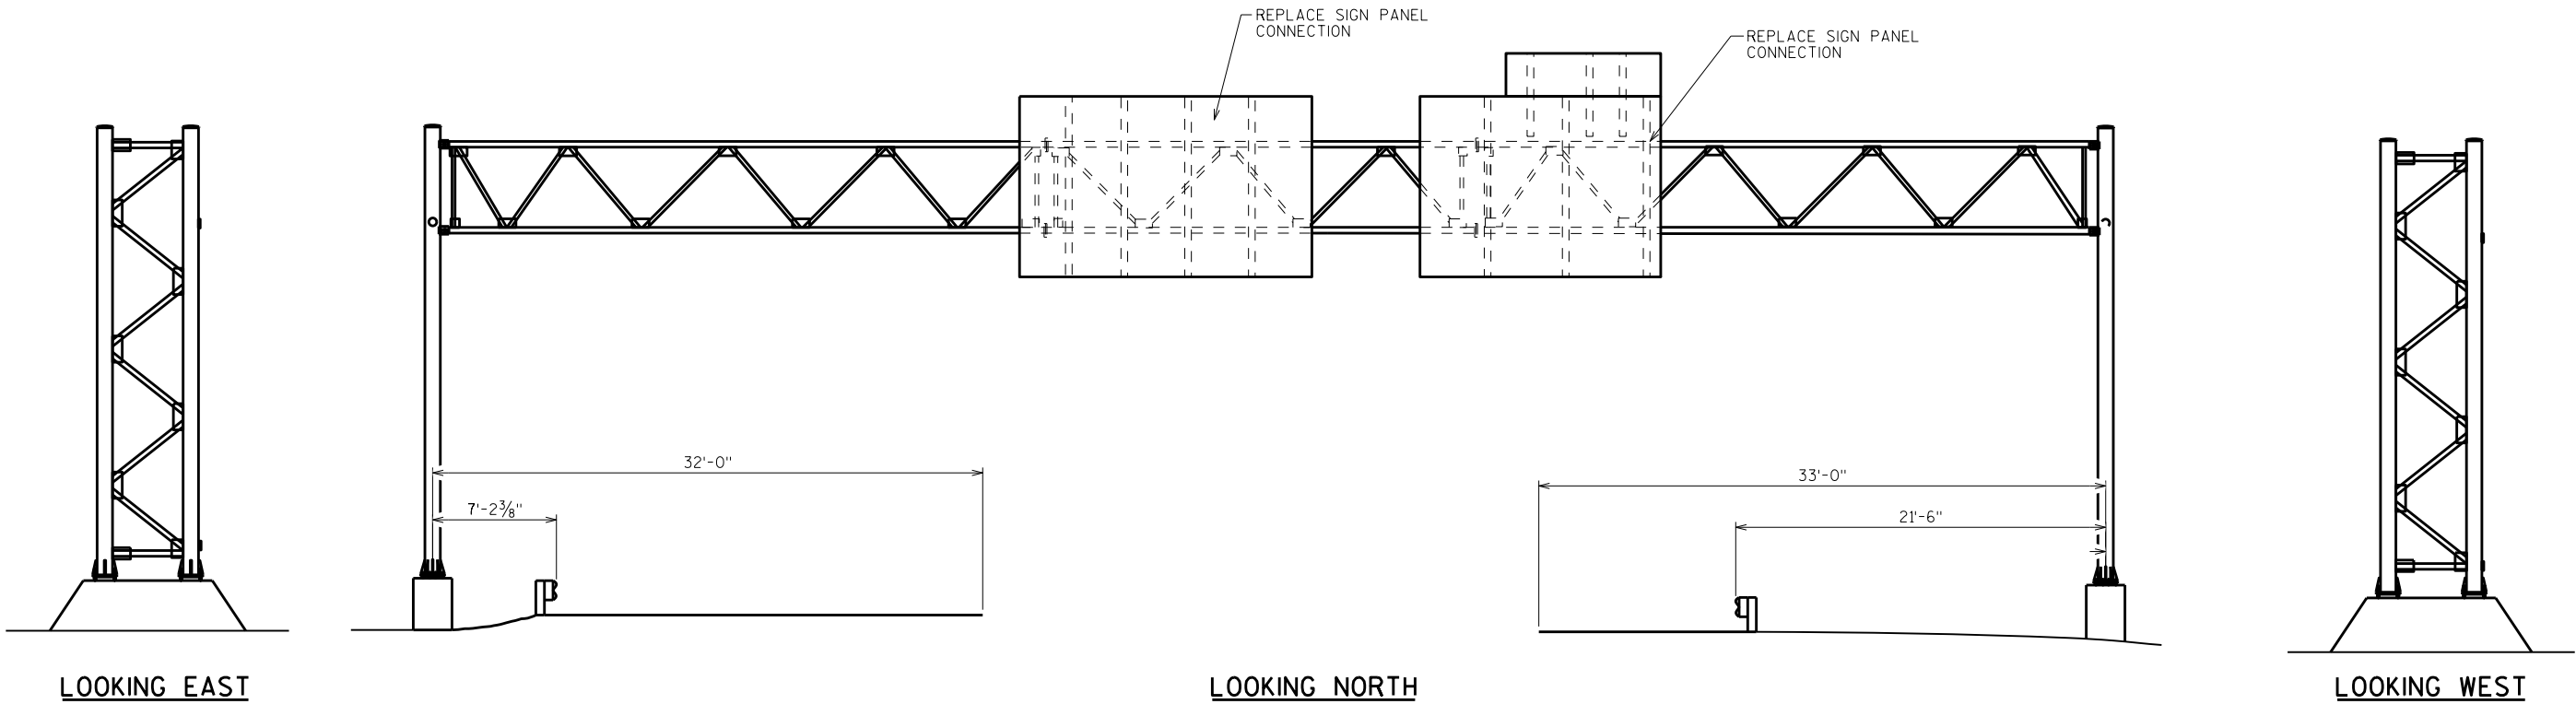 REPLACE SIGN PANEL
CONNECTION
REPLACE SIGN PANEL
CONNECTION
32'-0"
33'-0"
7'-2⅜"
21'-6"
LOOKING EAST
LOOKING NORTH
LOOKING WEST